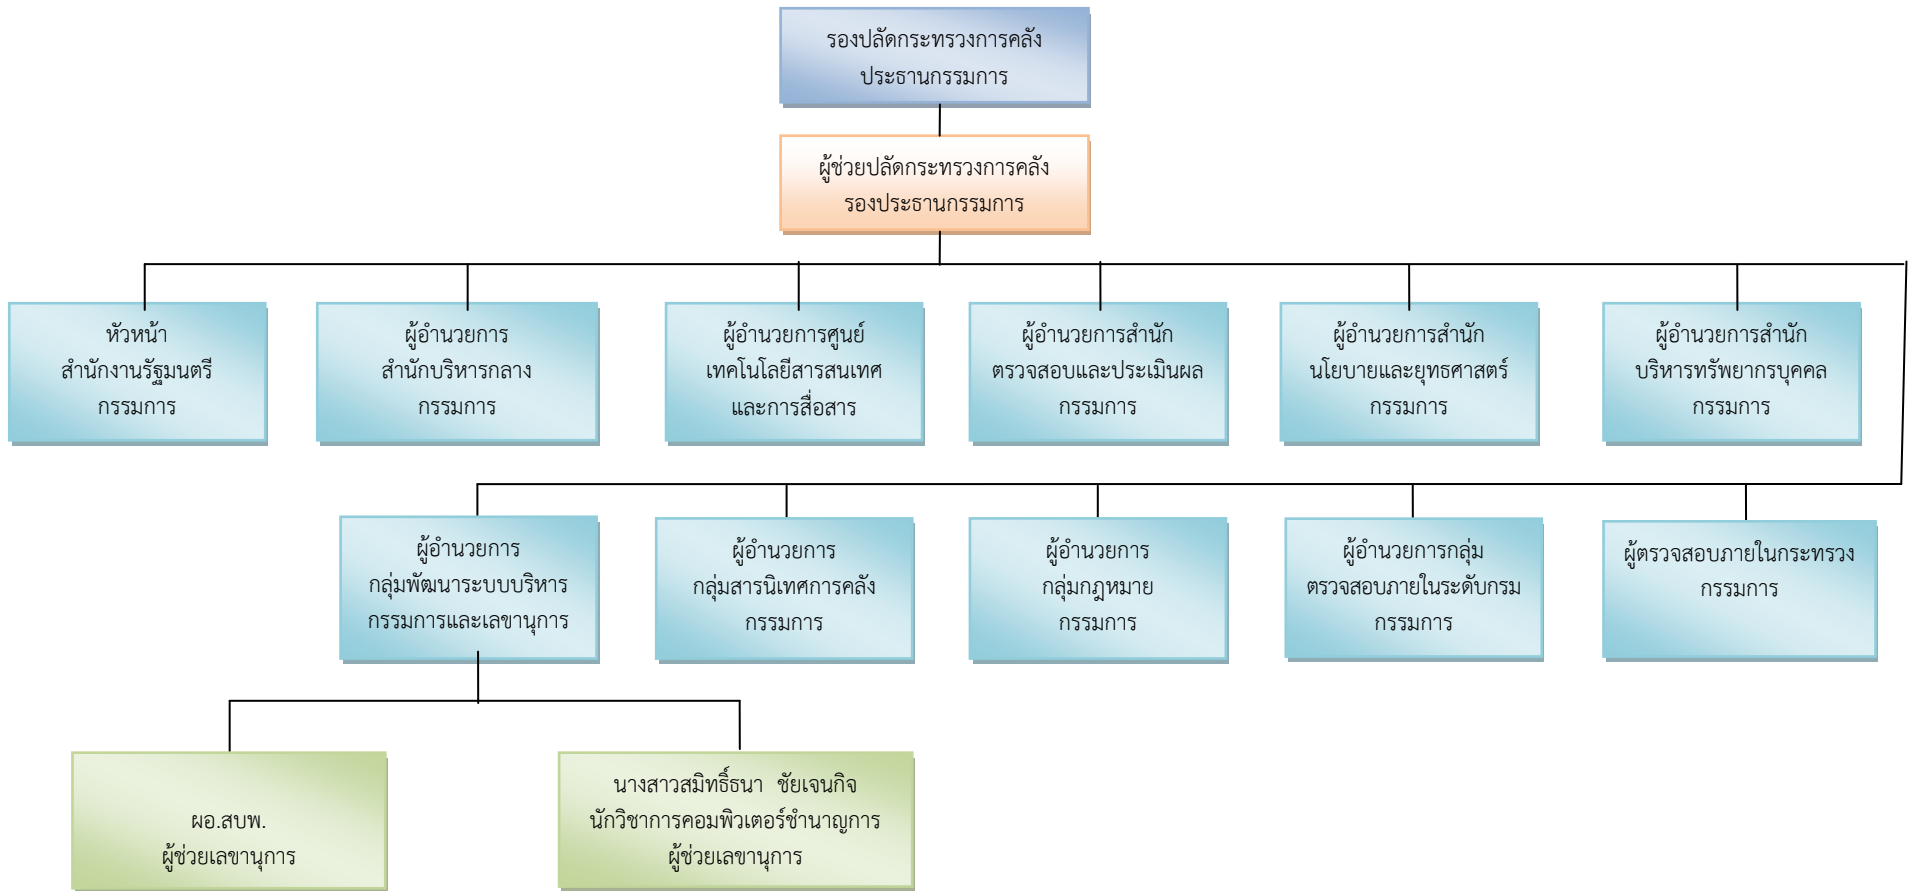 รองปลัดกระทรวงการคลัง
ประธานกรรมการ
ผู้ช่วยปลัดกระทรวงการคลัง
รองประธานกรรมการ
หัวหน้า
สำนักงานรัฐมนตรี
กรรมการ
ผู้อำนวยการ
สำนักบริหารกลาง
กรรมการ
ผู้อำนวยการศูนย์
เทคโนโลยีสารสนเทศ
และการสื่อสาร
ผู้อำนวยการสำนัก
ตรวจสอบและประเมินผล
กรรมการ
ผู้อำนวยการสำนัก
นโยบายและยุทธศาสตร์
กรรมการ
ผู้อำนวยการสำนัก
บริหารทรัพยากรบุคคล
กรรมการ
ผู้อำนวยการ
กลุ่มพัฒนาระบบบริหาร
กรรมการและเลขานุการ
ผู้อำนวยการ
กลุ่มสารนิเทศการคลัง
กรรมการ
ผู้อำนวยการ
กลุ่มกฎหมาย
กรรมการ
ผู้อำนวยการกลุ่ม
ตรวจสอบภายในระดับกรม
กรรมการ
ผู้ตรวจสอบภายในกระทรวง
กรรมการ
ผอ.สบพ.
ผู้ช่วยเลขานุการ
นางสาวสมิทธิ์ธนา ชัยเจนกิจ
นักวิชาการคอมพิวเตอร์ชำนาญการ
ผู้ช่วยเลขานุการ